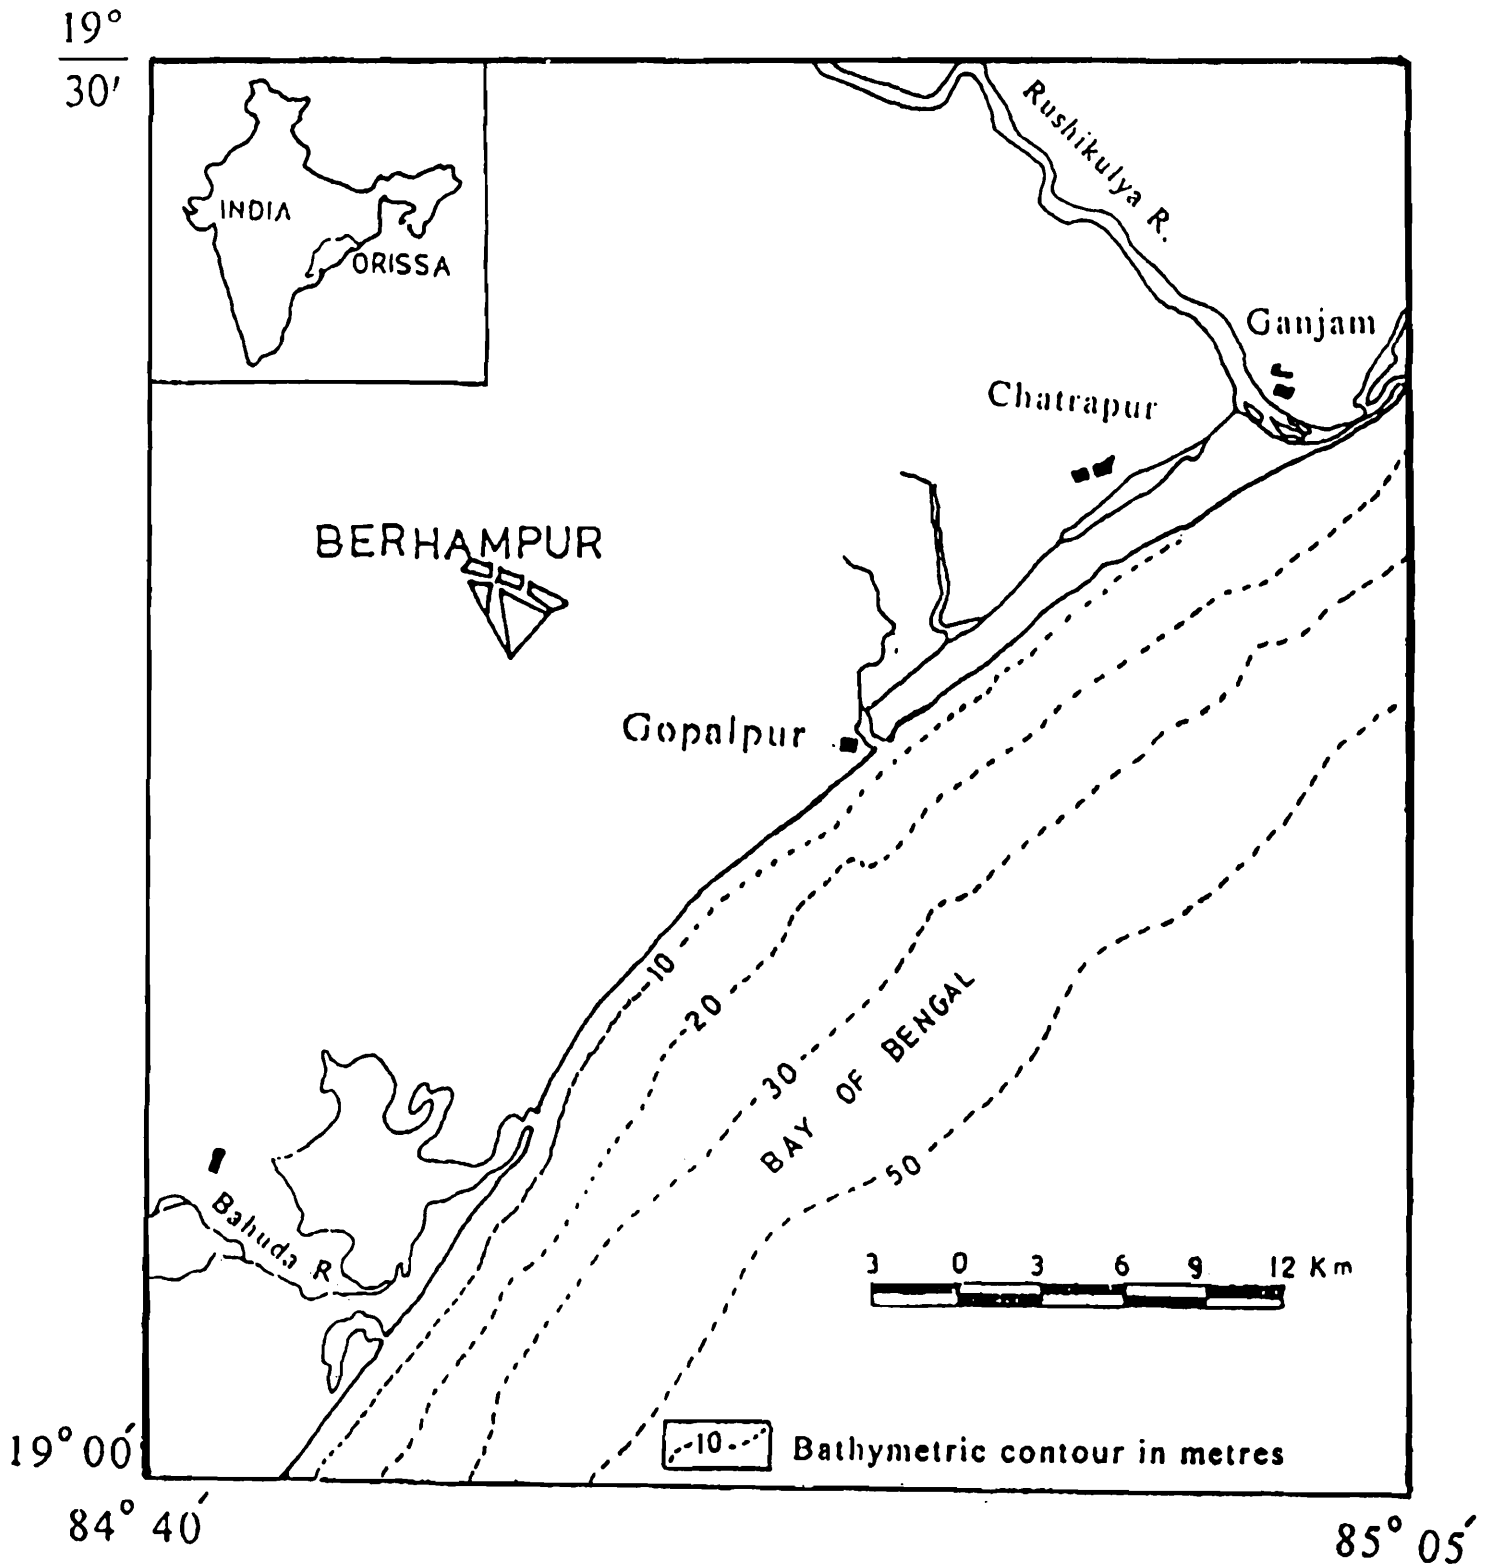 19°
30'
INDIA
ORISSA
Rushikulya R.
Ganjam
Chatrapur
BERHAMPUR
Gopalpur
10
20
30
BAY OF BENGAL
50
Bahuda R
3 0 3 6 9 12 Km
10
Bathymetric contour in metres
19° 00'
84° 40'
85° 05'